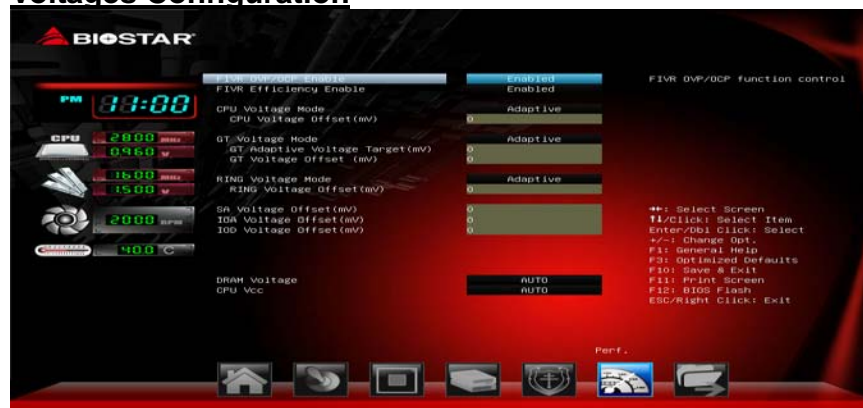 Voltages Configuration
BIOSTAR
PM 11:00
CPU 2800 MHz
0.960 V
1600 MHz
1.500 V
2000 RPM
40.0 C
FIVR OVP/OCP Enable Enabled
FIVR Efficiency Enable Enabled
CPU Voltage Mode Adaptive
CPU Voltage Offset(mV) 0
GT Voltage Mode Adaptive
GT Adaptive Voltage Target(mV) 0
GT Voltage Offset (mV) 0
RING Voltage Mode Adaptive
RING Voltage Offset(mV) 0
SA Voltage Offset(mV) 0
IOA Voltage Offset(mV) 0
IOD Voltage Offset(mV) 0
DRAM Voltage AUTO
CPU Vcc AUTO
FIVR OVP/OCP function control
→←: Select Screen
↑↓/Click: Select Item
Enter/Dbl Click: Select
+/-: Change Opt.
F1: General Help
F3: Optimized Defaults
F10: Save & Exit
F11: Print Screen
F12: BIOS Flash
ESC/Right Click: Exit
Perf.